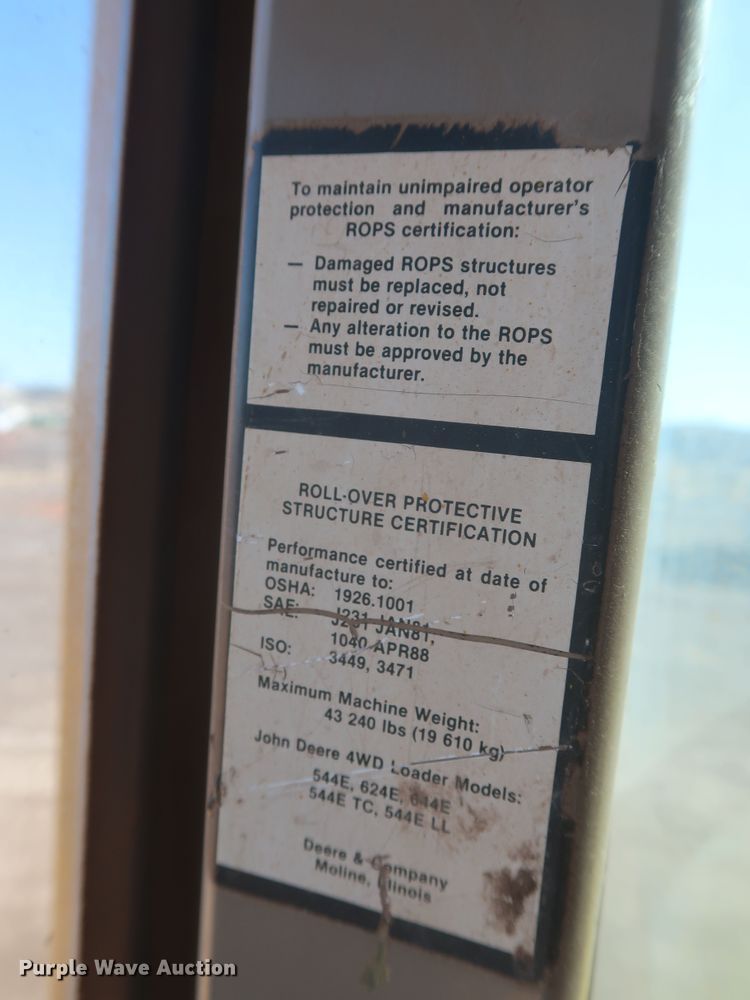 To maintain unimpaired operator
protection and manufacturer's
ROPS certification:
— Damaged ROPS structures
must be replaced, not
repaired or revised.
— Any alteration to the ROPS
must be approved by the
manufacturer.
ROLL-OVER PROTECTIVE
STRUCTURE CERTIFICATION
Performance certified at date of
manufacture to:
OSHA: 1926.1001
SAE: J231 JAN81,
1040 APR88
ISO: 3449, 3471
Maximum Machine Weight:
43 240 lbs (19 610 kg)
John Deere 4WD Loader Models:
544E, 624E, 644E
544E TC, 544E LL
Deere & Company
Moline, Illinois
Purple Wave Auction